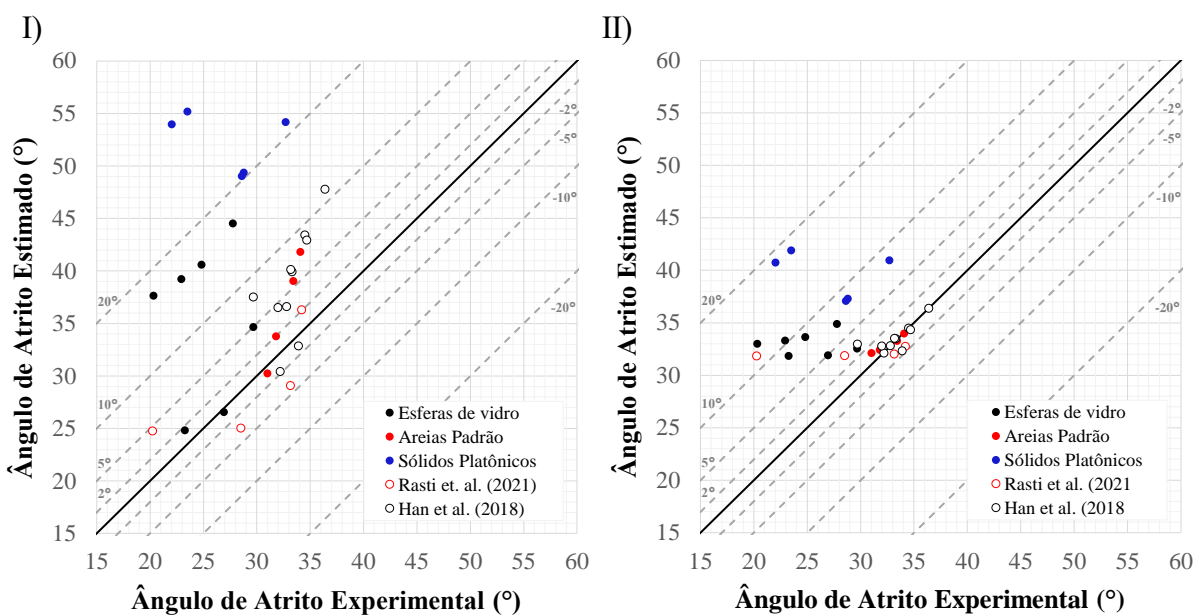 I)
60
55
50
45
40
35
30
25
20
15
15 20 25 30 35 40 45 50 55 60
Ângulo de Atrito Estimado (°)
Ângulo de Atrito Experimental (°)
20°
10°
5°
2°
-2°
-5°
-10°
-20°
Esferas de vidro
Areias Padrão
Sólidos Platônicos
Rasti et. al. (2021)
Han et al. (2018)
II)
60
55
50
45
40
35
30
25
20
15
15 20 25 30 35 40 45 50 55 60
Ângulo de Atrito Estimado (°)
Ângulo de Atrito Experimental (°)
20°
10°
5°
2°
-2°
-5°
-10°
-20°
Esferas de vidro
Areias Padrão
Sólidos Platônicos
Rasti et. al. (2021
Han et al. (2018